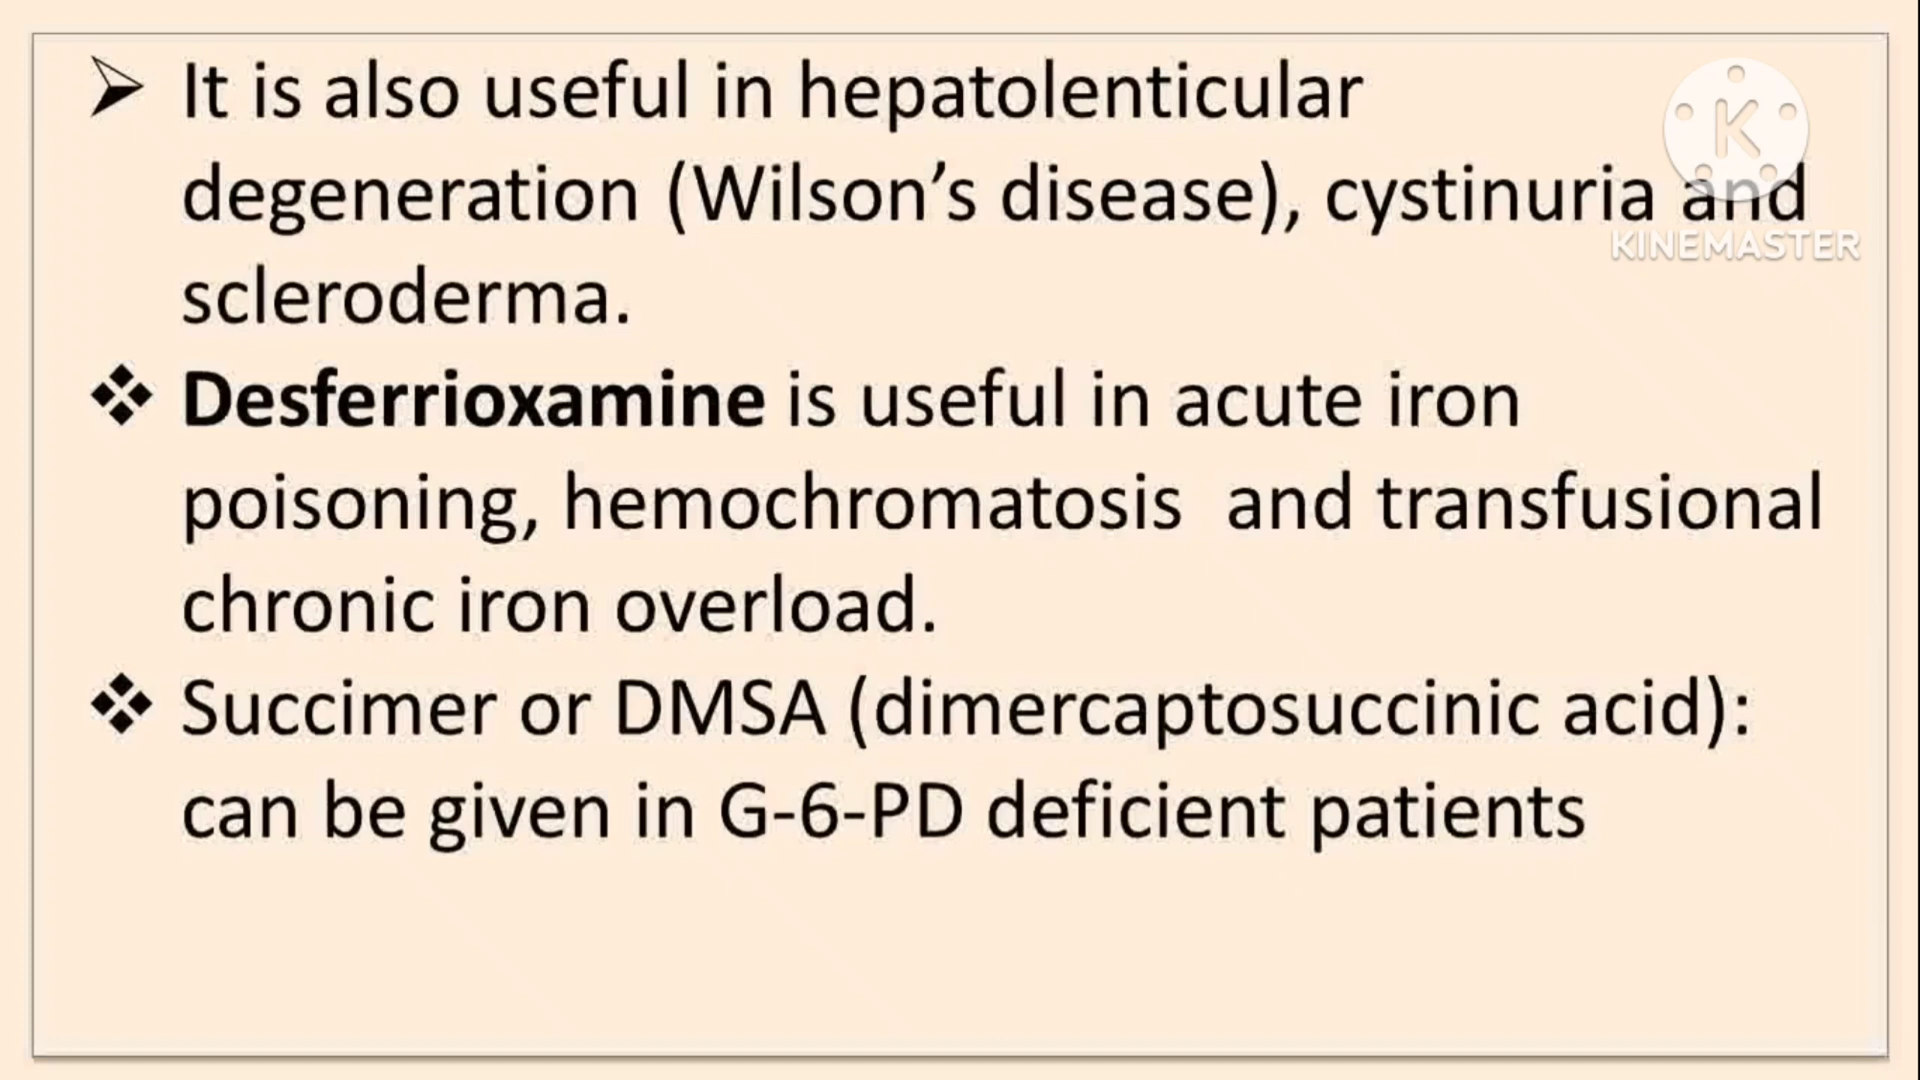 ➢ It is also useful in hepatolenticular
degeneration (Wilson’s disease), cystinuria and
KINEMASTER
scleroderma.
❖ Desferrioxamine is useful in acute iron
poisoning, hemochromatosis and transfusional
chronic iron overload.
❖ Succimer or DMSA (dimercaptosuccinic acid):
can be given in G-6-PD deficient patients